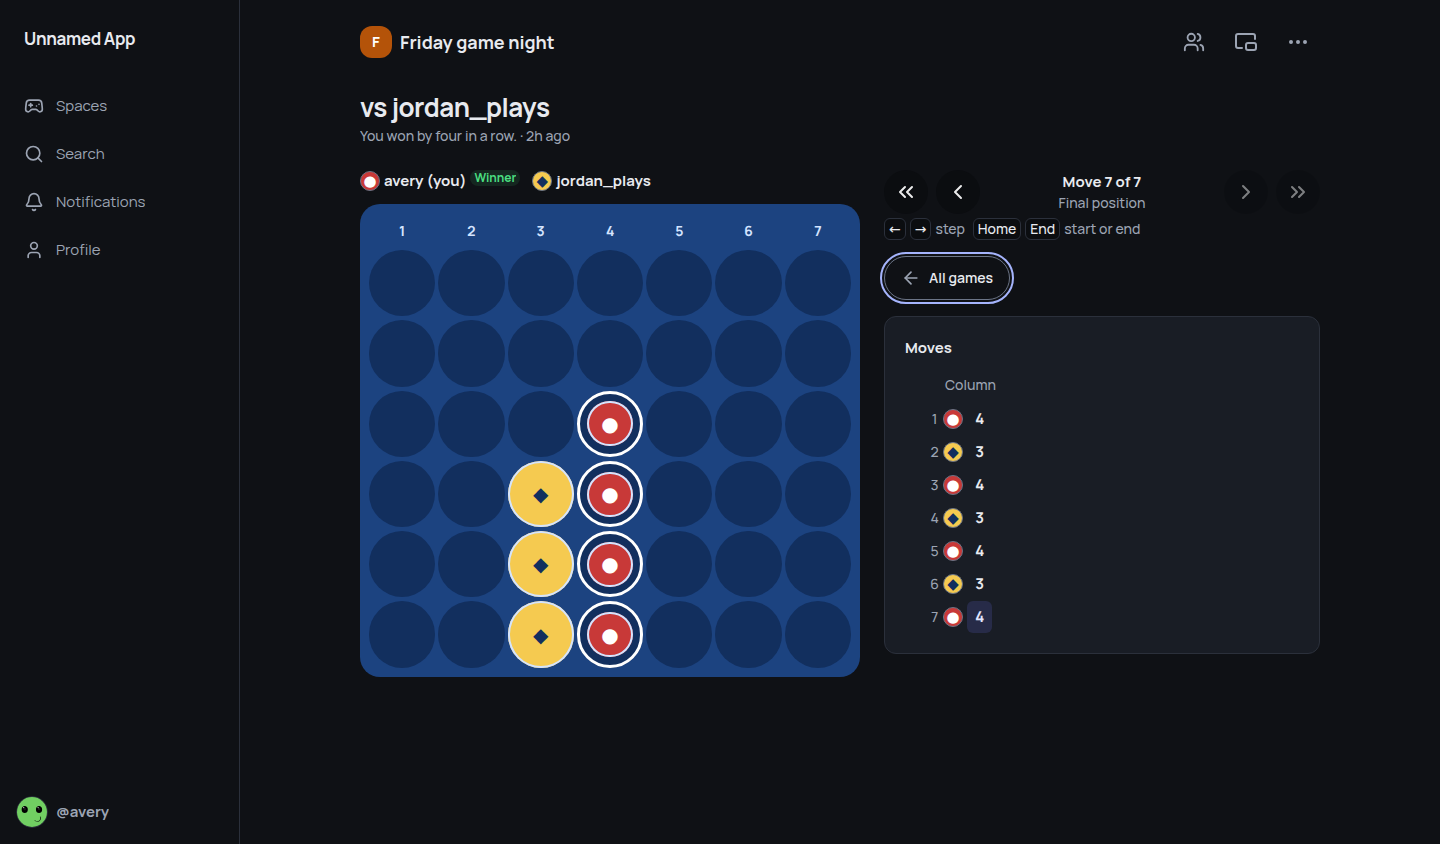 Unnamed App
Spaces
Search
Notifications
Profile
@avery
F Friday game night
vs jordan_plays
You won by four in a row. · 2h ago
avery (you) Winner jordan_plays
1 2 3 4 5 6 7
Move 7 of 7
Final position
← → step Home End start or end
All games
Moves
Column
1 4
2 3
3 4
4 3
5 4
6 3
7 4